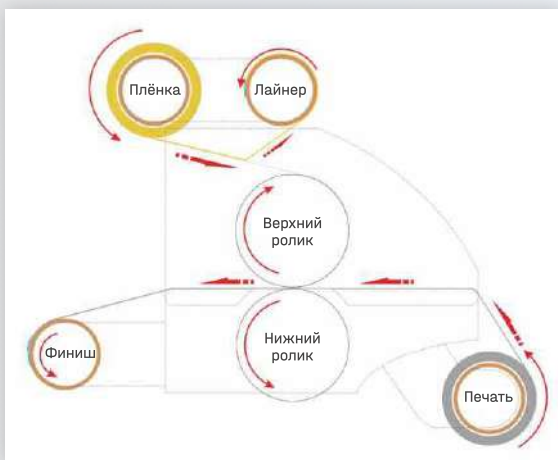 Плёнка
Лайнер
Верхний
ролик
Нижний
ролик
Финиш
Печать